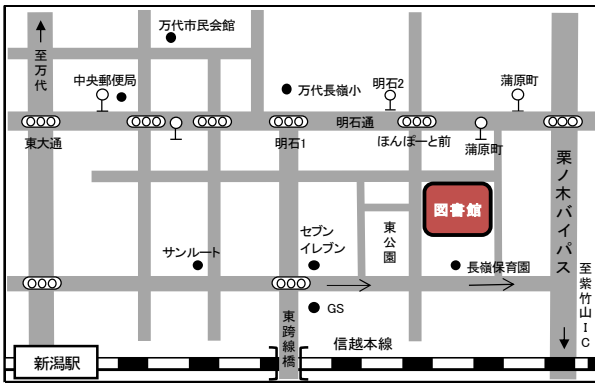 万代市民会館
至万代
中央郵便局
万代長嶺小
明石2
蒲原町
東大通
明石1
明石通
ほんぽーと前
蒲原町
栗ノ木バイパス
図書館
セブン
イレブン
東公園
サンルート
長嶺保育園
至紫竹山IC
GS
東跨線橋
信越本線
新潟駅